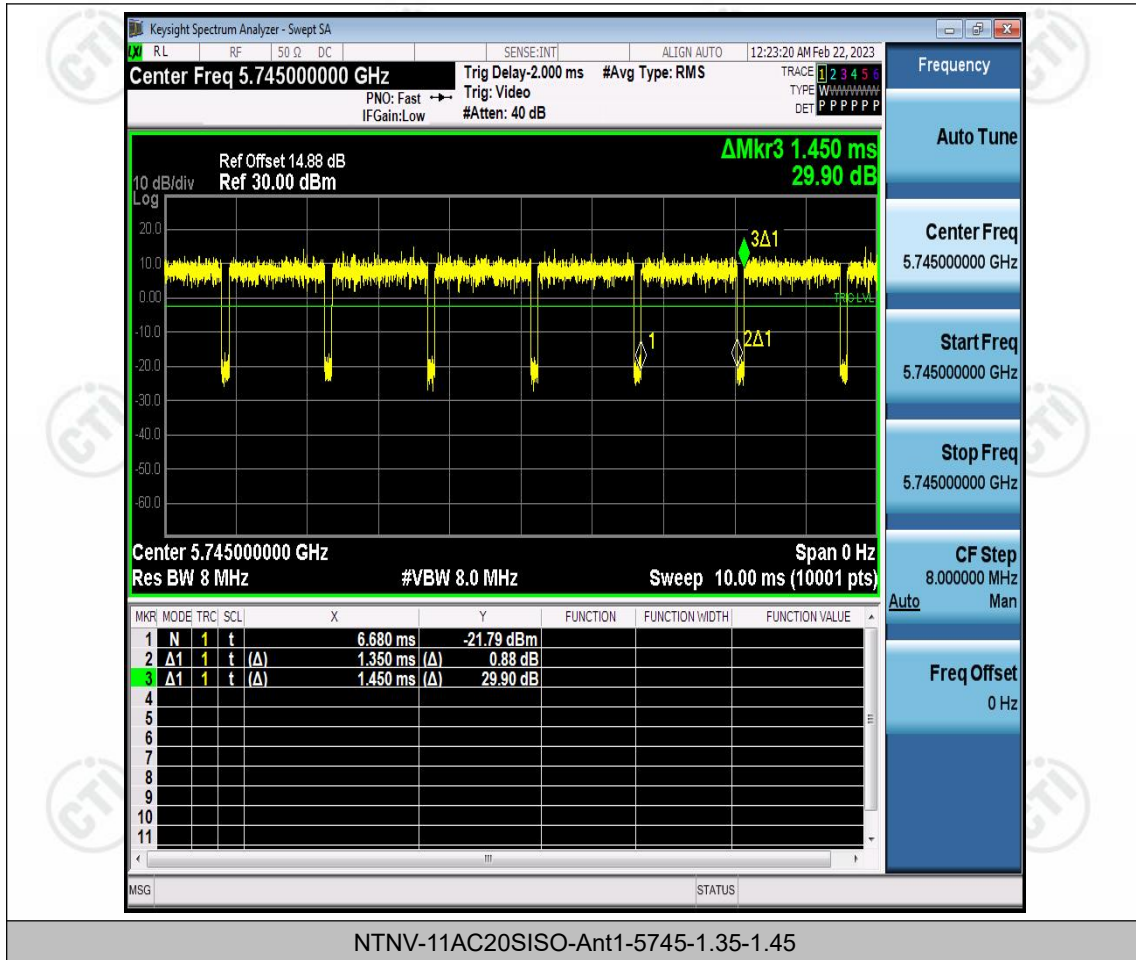 Keysight Spectrum Analyzer - Swept SA
LXI RL RF 50 Ω DC SENSE:INT ALIGN AUTO 12:23:20 AM Feb 22, 2023
Center Freq 5.745000000 GHz
PNO: Fast
IFGain:Low
Trig Delay-2.000 ms
Trig: Video
#Atten: 40 dB
#Avg Type: RMS
TRACE 1 2 3 4 5 6
TYPE WWWWWW
DET P P P P P P
Frequency
ΔMkr3 1.450 ms
29.90 dB
Ref Offset 14.88 dB
10 dB/div Ref 30.00 dBm
Log
20.0
10.0
0.00
-10.0
-20.0
-30.0
-40.0
-50.0
-60.0
3Δ1
TRIG LVL
1
2Δ1
Center 5.745000000 GHz Span 0 Hz
Res BW 8 MHz #VBW 8.0 MHz Sweep 10.00 ms (10001 pts)
MKR MODE TRC SCL X Y FUNCTION FUNCTION WIDTH FUNCTION VALUE
1 N 1 t 6.680 ms -21.79 dBm
2 Δ1 1 t (Δ) 1.350 ms (Δ) 0.88 dB
3 Δ1 1 t (Δ) 1.450 ms (Δ) 29.90 dB
4
5
6
7
8
9
10
11
MSG STATUS
Auto Tune
Center Freq
5.745000000 GHz
Start Freq
5.745000000 GHz
Stop Freq
5.745000000 GHz
CF Step
8.000000 MHz
Auto Man
Freq Offset
0 Hz
CTI
CTI
CTI
CTI
CTI
CTI
NTNV-11AC20SISO-Ant1-5745-1.35-1.45